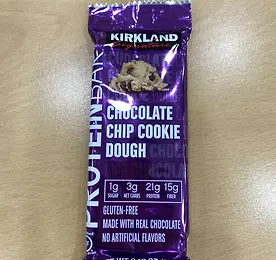 KIRKLAND
Signature
PROTEIN BAR
CHOCOLATE
CHIP COOKIE
DOUGH
1g 3g 21g 15g
SUGAR NET CARBS PROTEIN FIBER
GLUTEN-FREE
MADE WITH REAL CHOCOLATE
NO ARTIFICIAL FLAVORS